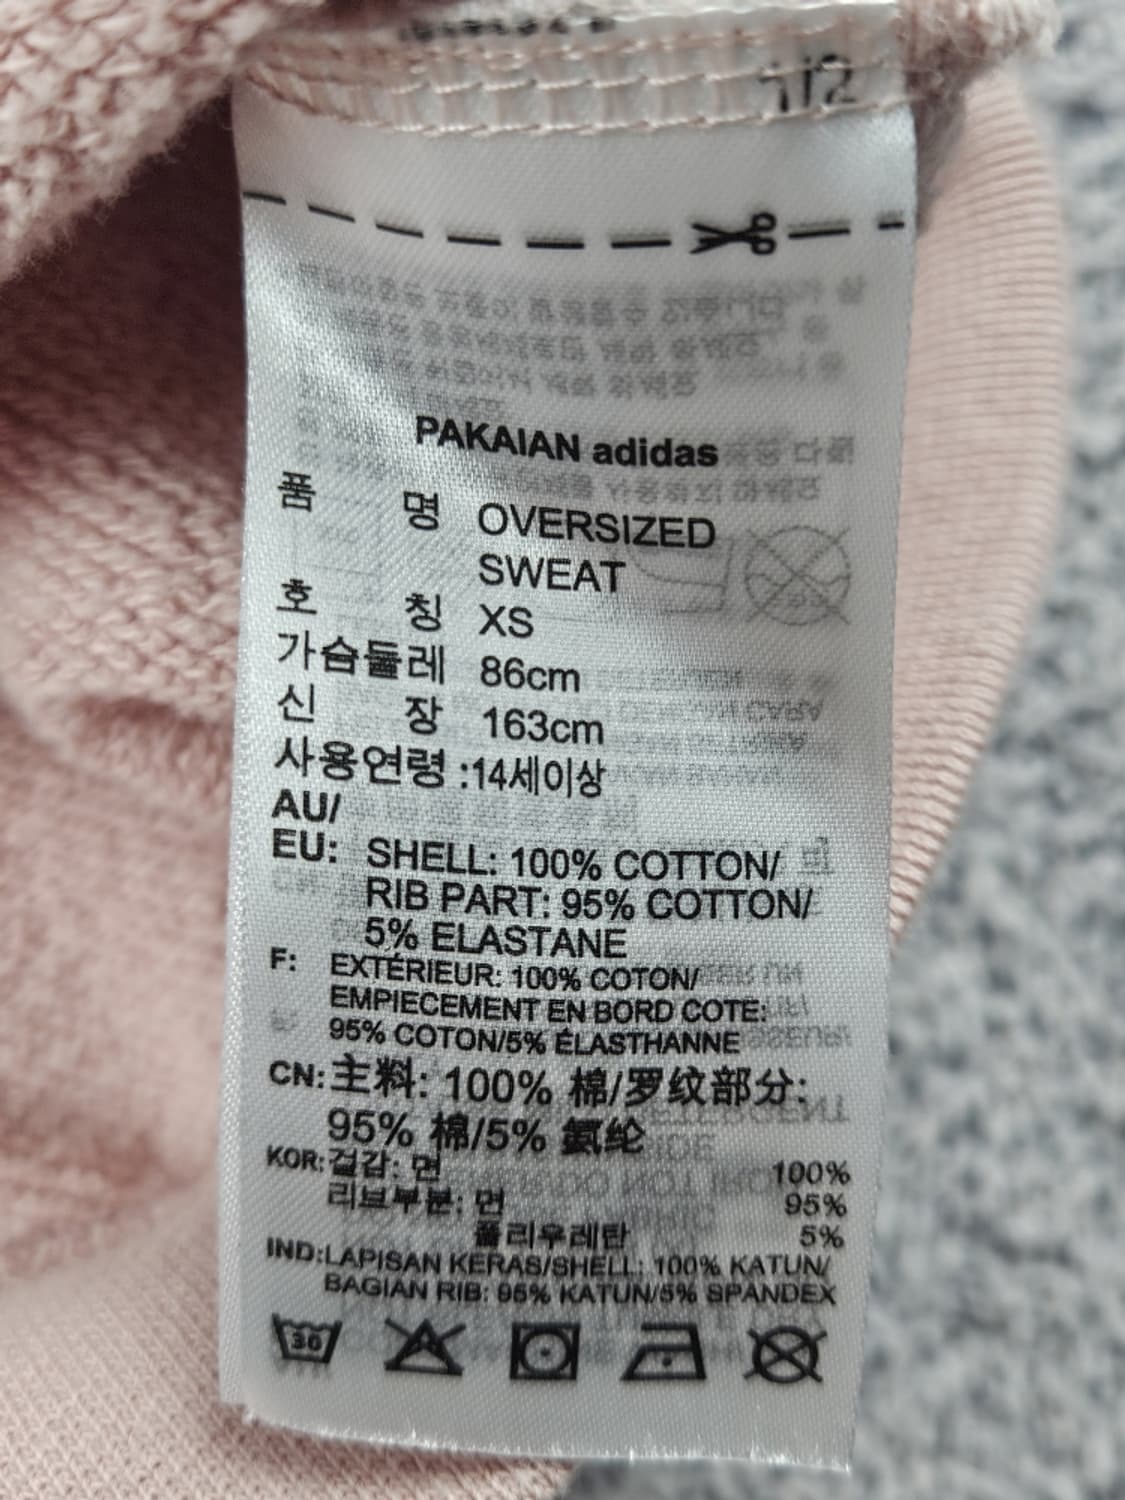 1/2
PAKAIAN adidas
품 명 OVERSIZED
SWEAT
호 칭 XS
가슴둘레 86cm
신 장 163cm
사용연령 :14세이상
AU/
EU: SHELL: 100% COTTON/
RIB PART: 95% COTTON/
5% ELASTANE
F: EXTÉRIEUR: 100% COTON/
EMPIECEMENT EN BORD COTE:
95% COTON/5% ÉLASTHANNE
CN: 主料: 100% 棉/罗纹部分:
95% 棉/5% 氨纶
KOR: 겉감: 면 100%
리브부분: 면 95%
폴리우레탄 5%
IND:LAPISAN KERAS/SHELL: 100% KATUN/
BAGIAN RIB: 95% KATUN/5% SPANDEX
30